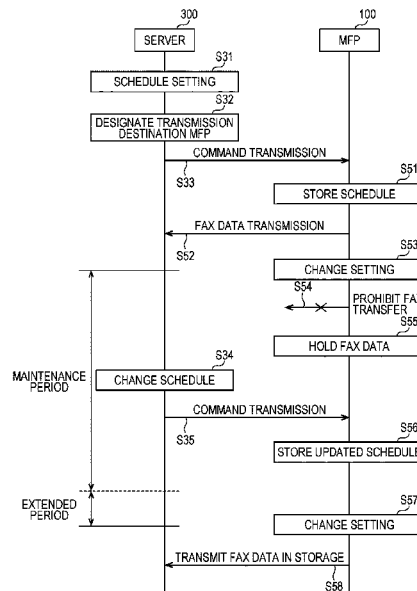 300
100
SERVER
MFP
S31
SCHEDULE SETTING
S32
DESIGNATE TRANSMISSION
DESTINATION MFP
COMMAND TRANSMISSION
S33
S51
STORE SCHEDULE
FAX DATA TRANSMISSION
S52
S53
CHANGE SETTING
S54
PROHIBIT FAX
TRANSFER
S55
HOLD FAX DATA
MAINTENANCE
PERIOD
S34
CHANGE SCHEDULE
COMMAND TRANSMISSION
S35
S56
STORE UPDATED SCHEDULE
EXTENDED
PERIOD
S57
CHANGE SETTING
TRANSMIT FAX DATA IN STORAGE
S58